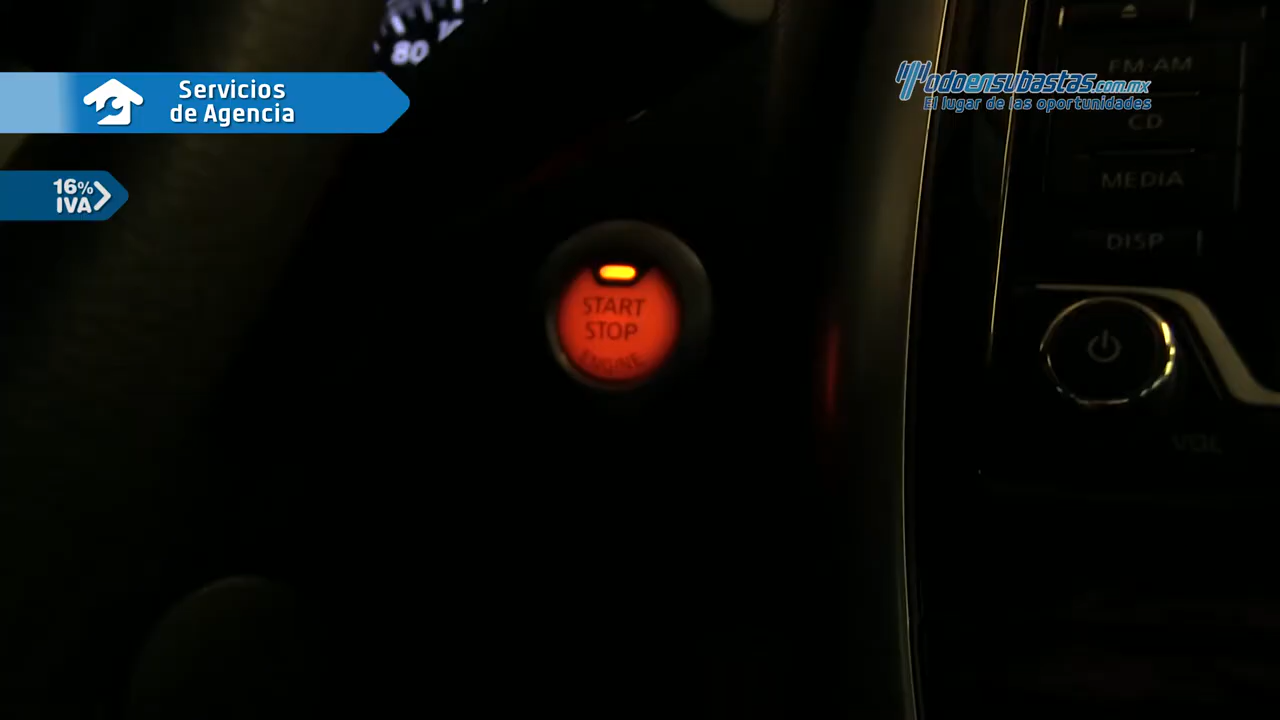 80
Servicios
de Agencia
Todoensubastas.com.mx
El lugar de las oportunidades
16%
IVA
FM-AM
CD
MEDIA
DISP
START
STOP
ENGINE
VOL